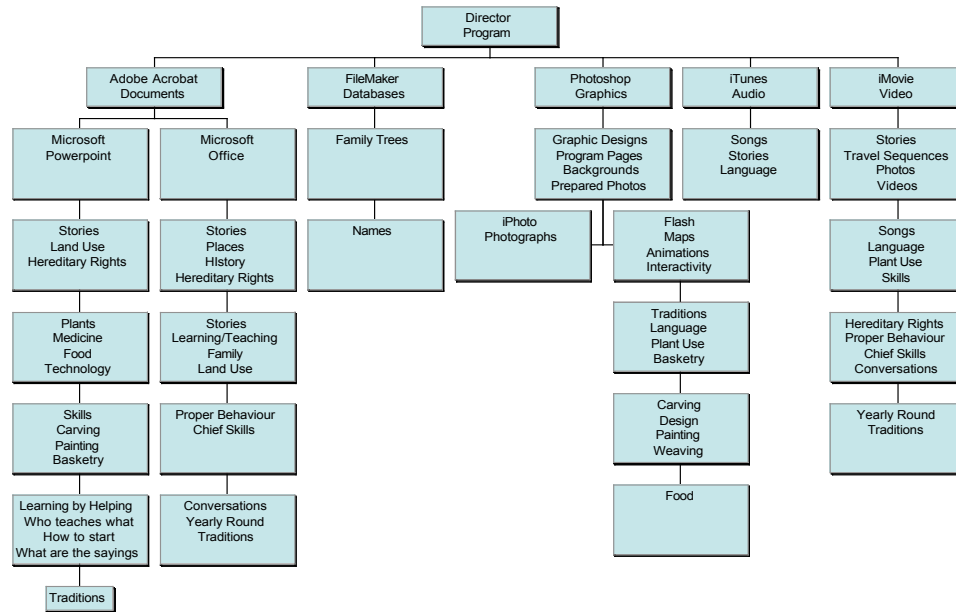 Director
Program
Adobe Acrobat
Documents
FileMaker
Databases
Photoshop
Graphics
iTunes
Audio
iMovie
Video
Microsoft
Powerpoint
Microsoft
Office
Family Trees
Graphic Designs
Program Pages
Backgrounds
Prepared Photos
Songs
Stories
Language
Stories
Travel Sequences
Photos
Videos
Stories
Land Use
Hereditary Rights
Stories
Places
HIstory
Hereditary Rights
Names
iPhoto
Photographs
Flash
Maps
Animations
Interactivity
Songs
Language
Plant Use
Skills
Plants
Medicine
Food
Technology
Stories
Learning/Teaching
Family
Land Use
Traditions
Language
Plant Use
Basketry
Hereditary Rights
Proper Behaviour
Chief Skills
Conversations
Skills
Carving
Painting
Basketry
Proper Behaviour
Chief Skills
Carving
Design
Painting
Weaving
Yearly Round
Traditions
Learning by Helping
Who teaches what
How to start
What are the sayings
Conversations
Yearly Round
Traditions
Food
Traditions